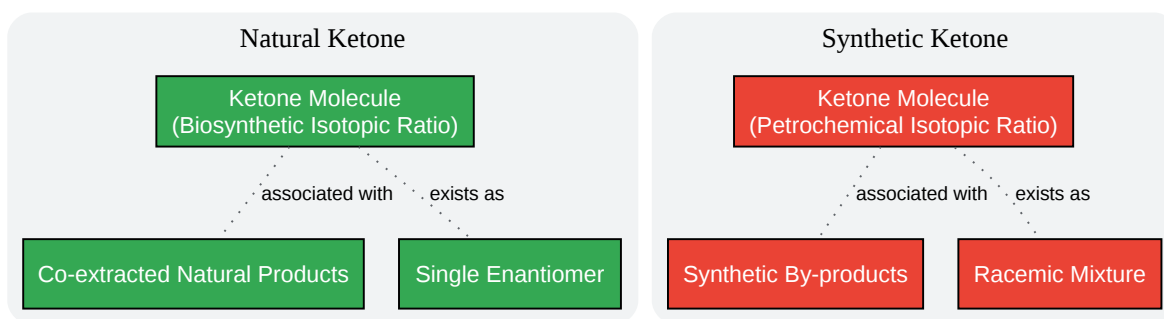 Natural Ketone
Ketone Molecule
(Biosynthetic Isotopic Ratio)
associated with
exists as
Co-extracted Natural Products
Single Enantiomer
Synthetic Ketone
Ketone Molecule
(Petrochemical Isotopic Ratio)
associated with
exists as
Synthetic By-products
Racemic Mixture